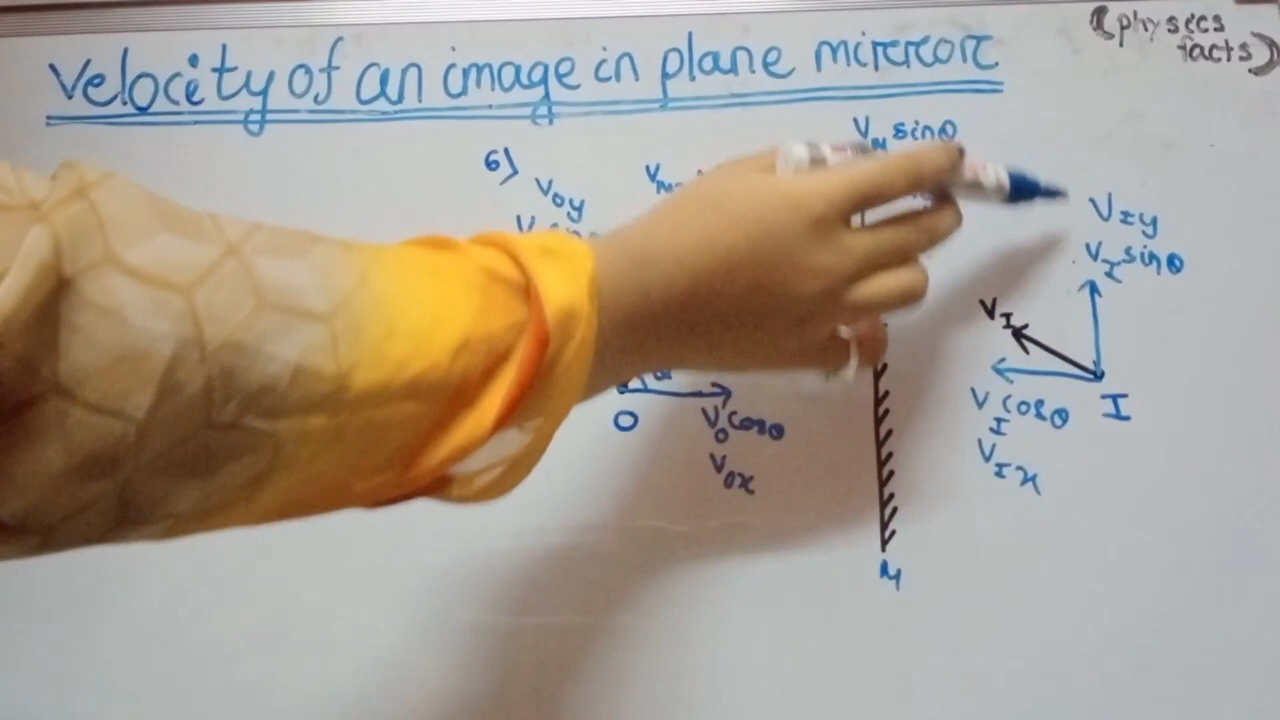 Velocity of an image in plane mirror
(physics
facts)
6)
Voy
VM sinθ
VIy
VI sinθ
VI
VI cosθ
VIx
I
O
Vo cosθ
Vox
M